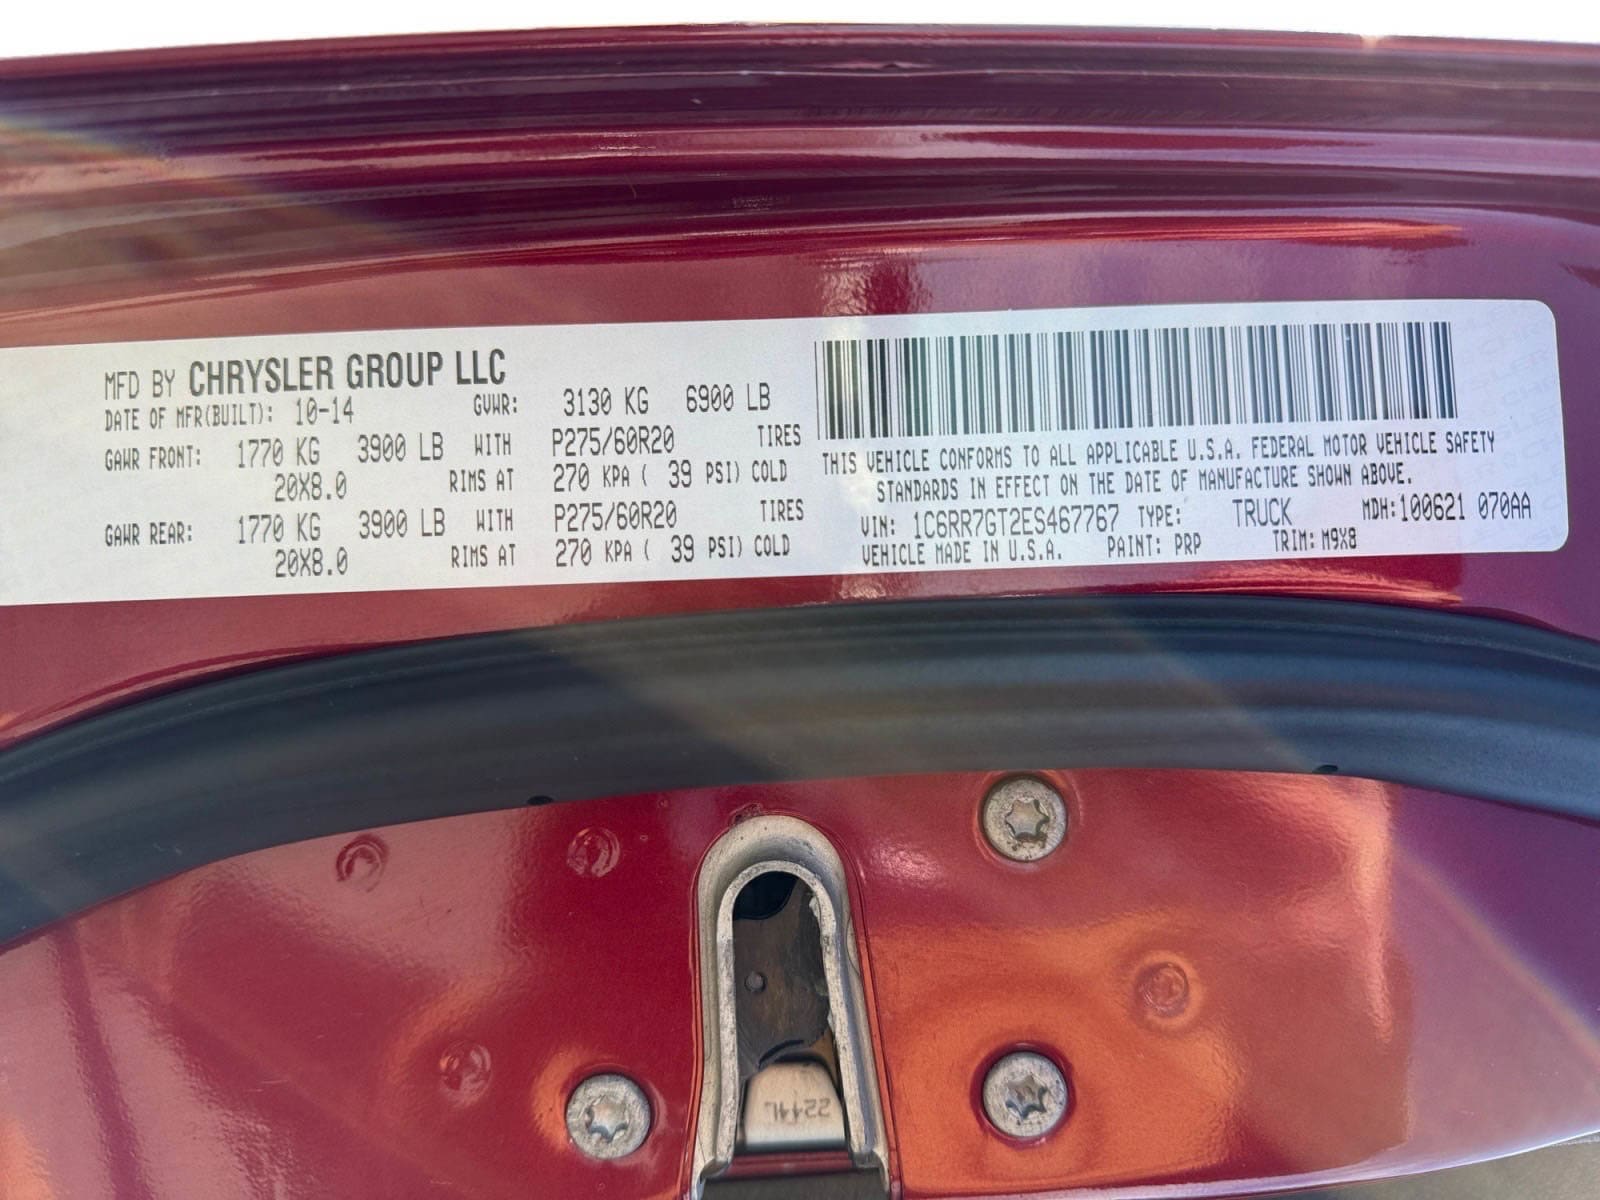 MFD BY CHRYSLER GROUP LLC
DATE OF MFR(BUILT): 10-14 GVWR: 3130 KG 6900 LB
GAWR FRONT: 1770 KG 3900 LB WITH P275/60R20 TIRES
20X8.0 RIMS AT 270 KPA ( 39 PSI) COLD
GAWR REAR: 1770 KG 3900 LB WITH P275/60R20 TIRES
20X8.0 RIMS AT 270 KPA ( 39 PSI) COLD
THIS VEHICLE CONFORMS TO ALL APPLICABLE U.S.A. FEDERAL MOTOR VEHICLE SAFETY
STANDARDS IN EFFECT ON THE DATE OF MANUFACTURE SHOWN ABOVE.
VIN: 1C6RR7GT2ES467767 TYPE: TRUCK MDH:100621 070AA
VEHICLE MADE IN U.S.A. PAINT: PRP TRIM: M9X8